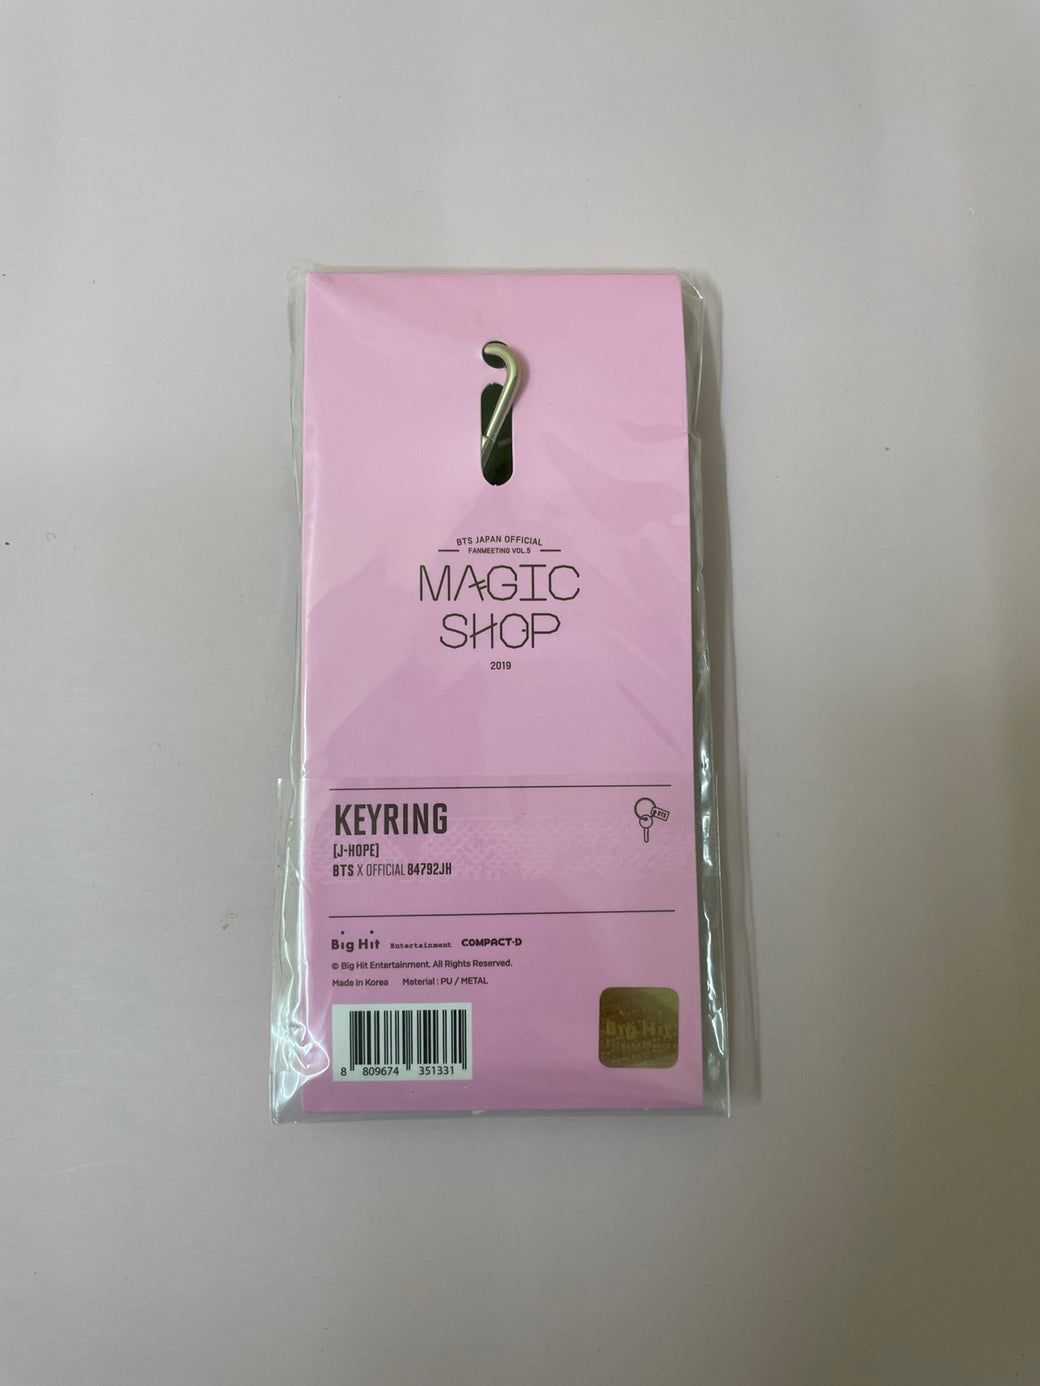 BTS JAPAN OFFICIAL
FANMEETING VOL.5
MAGIC
SHOP
2019
KEYRING
BTS
[J-HOPE]
BTS X OFFICIAL 84792JH
Big Hit Entertainment COMPACT·D
© Big Hit Entertainment. All Rights Reserved.
Made in Korea Material : PU / METAL
Big Hit
8 809674 351331